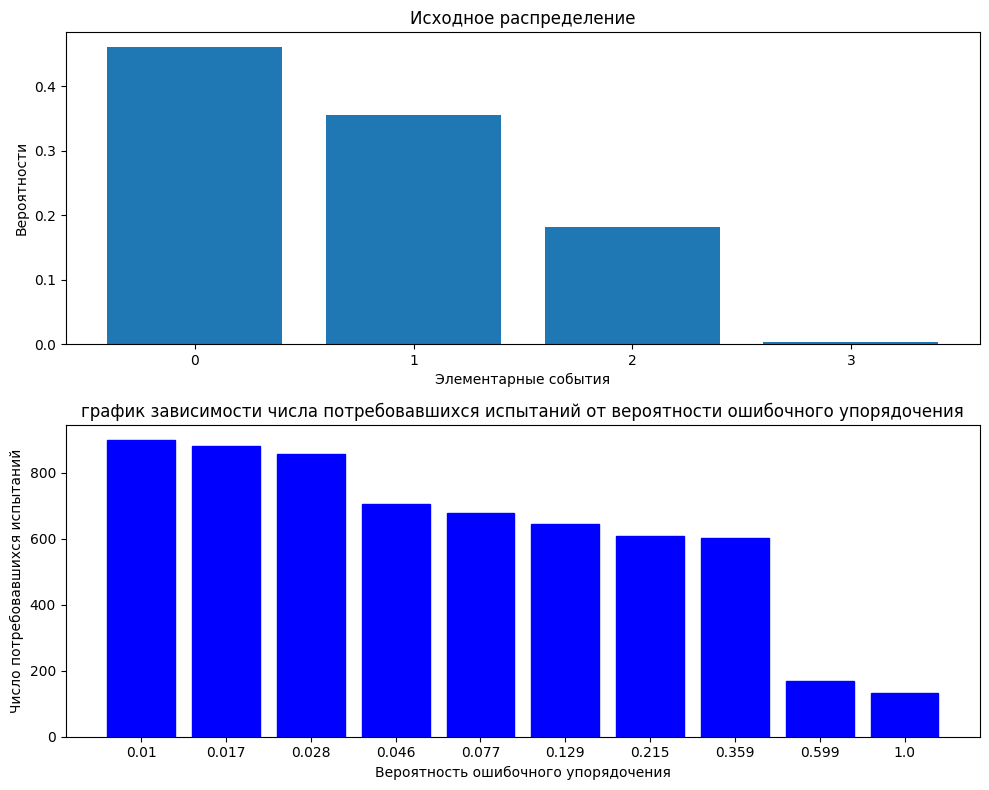 Исходное распределение
Вероятности
0.4
0.3
0.2
0.1
0.0
0 1 2 3
Элементарные события
график зависимости числа потребовавшихся испытаний от вероятности ошибочного упорядочения
Число потребовавшихся испытаний
800
600
400
200
0
0.01 0.017 0.028 0.046 0.077 0.129 0.215 0.359 0.599 1.0
Вероятность ошибочного упорядочения